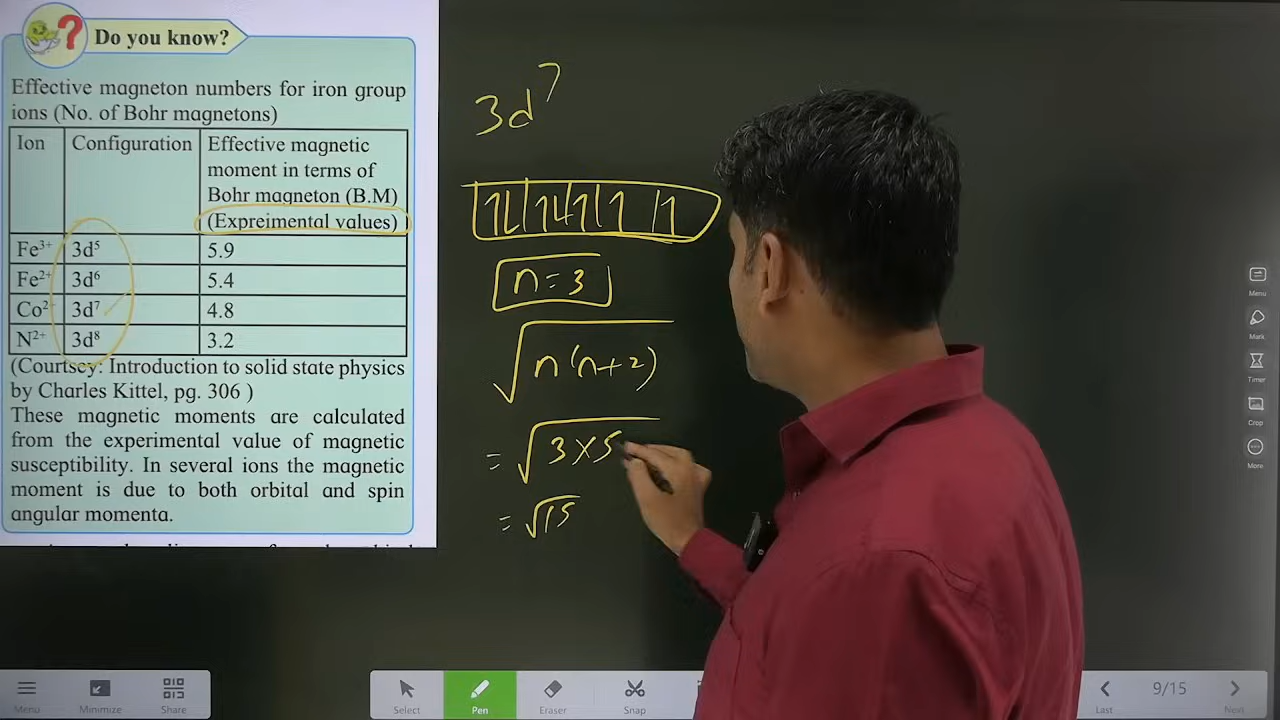 Do you know?
Effective magneton numbers for iron group
ions (No. of Bohr magnetons)
Ion Configuration Effective magnetic
moment in terms of
Bohr magneton (B.M)
(Expreimental values)
Fe³⁺ 3d⁵ 5.9
Fe²⁺ 3d⁶ 5.4
Co² 3d⁷ 4.8
N²⁺ 3d⁸ 3.2
(Courtsey: Introduction to solid state physics
by Charles Kittel, pg. 306 )
These magnetic moments are calculated
from the experimental value of magnetic
susceptibility. In several ions the magnetic
moment is due to both orbital and spin
angular momenta.
3d⁷
n=3
√n(n+2)
= √3×5
= √15
Menu
Mark
Timer
Crop
More
Menu Minimize Share Select Pen Eraser Snap Last 9/15 Next